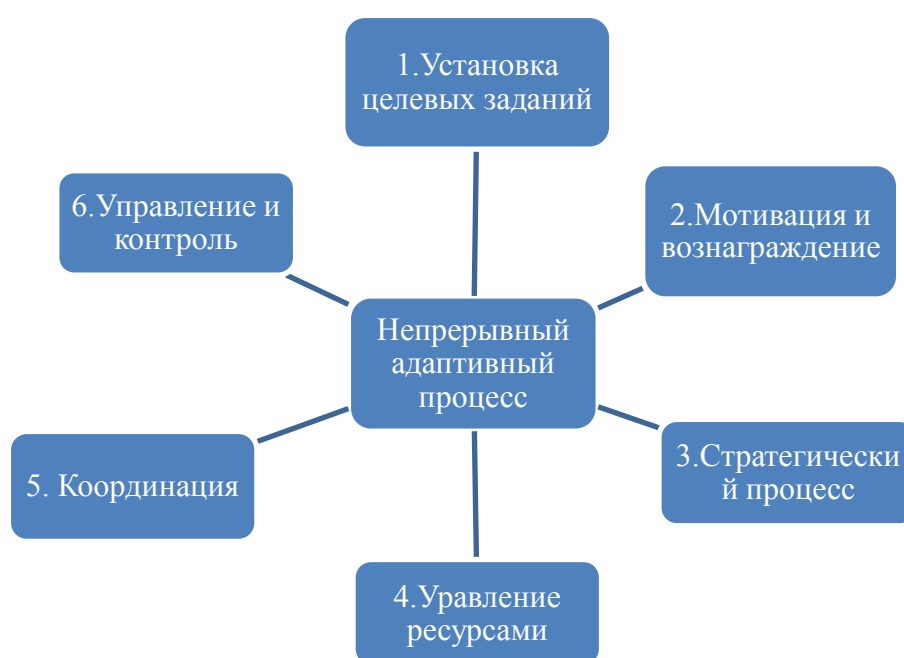 1.Установка
целевых заданий
2.Мотивация и
вознаграждение
3.Стратегически
й процесс
4.Уравление
ресурсами
5. Координация
6.Управление и
контроль
Непрерывный
адаптивный
процесс